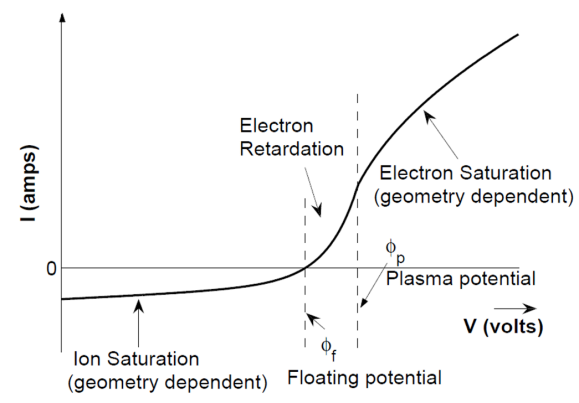 I (amps)
Electron
Retardation
Electron Saturation
(geometry dependent)
ϕp
Plasma potential
0
V (volts)
ϕf
Ion Saturation
(geometry dependent)
Floating potential